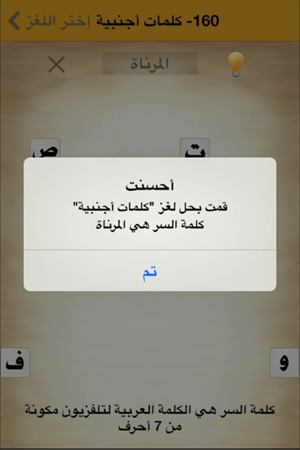 160- كلمات أجنبية إختر اللغز
المرناة
ص ت
أحسنت
قمت بحل لغز "كلمات أجنبية"
كلمة السر هي المرناة
تم
ف و
كلمة السر هي الكلمة العربية لتلفزيون مكونة
من 7 أحرف